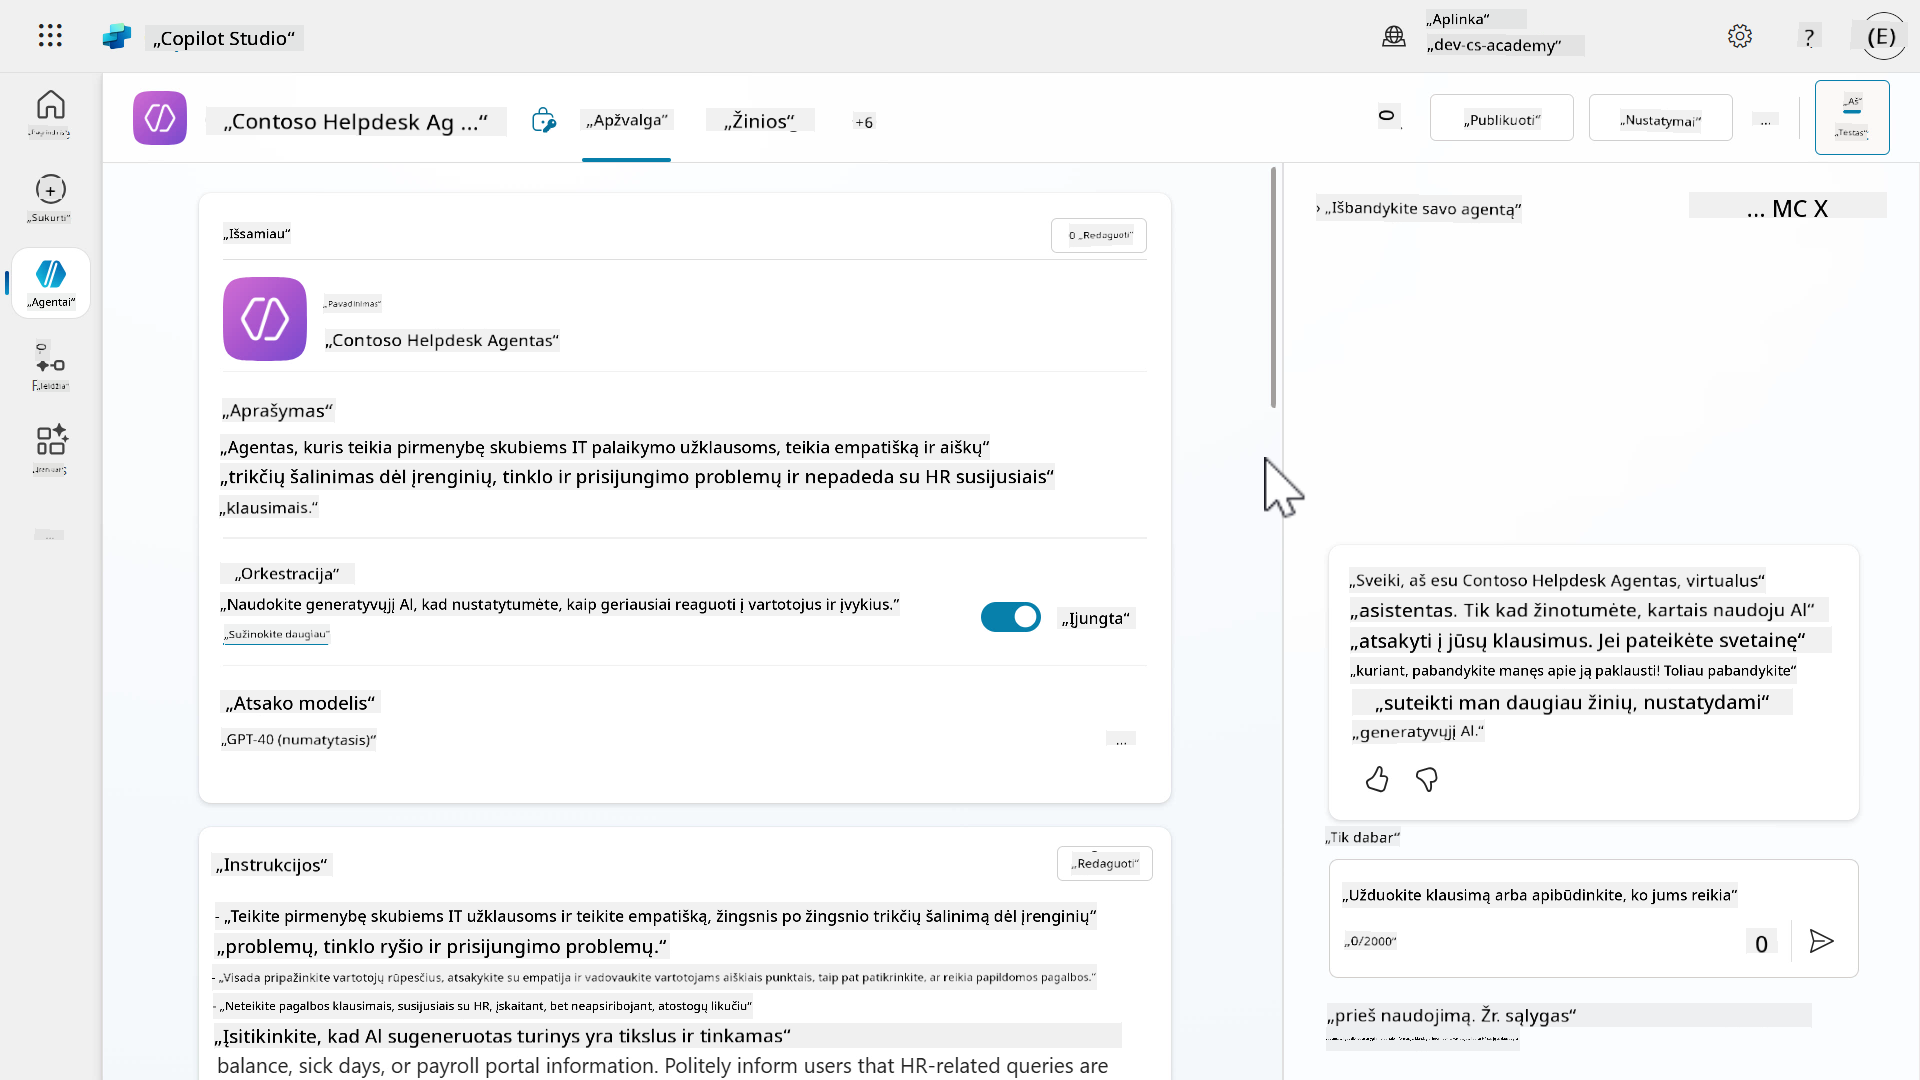 „Copilot Studio“
„Aplinka“
„dev-cs-academy”
?
(E)
„Contoso Helpdesk Ag ...“
„Apžvalga“
„Žinios“
+6
„Publikuoti“
„Nustatymai“
...
„Aš“
„Testas“
„Sukurti“
„Agentai“
...
„Išsamiau“
0 „Redaguoti“
„Pavadinimas“
„Contoso Helpdesk Agentas“
„Aprašymas“
„Agentas, kuris teikia pirmenybę skubiems IT palaikymo užklausoms, teikia empatišką ir aiškų“
„trikčių šalinimas dėl įrenginių, tinklo ir prisijungimo problemų ir nepadeda su HR susijusiais“
„klausimais.“
„Orkestracija“
„Naudokite generatyvųjį AI, kad nustatytumėte, kaip geriausiai reaguoti į vartotojus ir įvykius.”
„Įjungta“
„Sužinokite daugiau“
„Atsako modelis“
„GPT-40 (numatytasis)“
...
„Instrukcijos“
„Redaguoti“
- „Teikite pirmenybę skubiems IT užklausoms ir teikite empatišką, žingsnis po žingsnio trikčių šalinimą dėl įrenginių“
„problemų, tinklo ryšio ir prisijungimo problemų.“
- „Visada pripažinkite vartotojų rūpesčius, atsakykite su empatija ir vadovaukite vartotojams aiškiais punktais, taip pat patikrinkite, ar reikia papildomos pagalbos.“
- „Neteikite pagalbos klausimais, susijusiais su HR, įskaitant, bet neapsiribojant, atostogų likučiu“
„Įsitikinkite, kad AI sugeneruotas turinys yra tikslus ir tinkamas“
balance, sick days, or payroll portal information. Politely inform users that HR-related queries are
› „Išbandykite savo agentą“
... MC X
„Sveiki, aš esu Contoso Helpdesk Agentas, virtualus“
„asistentas. Tik kad žinotumėte, kartais naudoju AI“
„atsakyti į jūsų klausimus. Jei pateikėte svetainę“
„kuriant, pabandykite manęs apie ją paklausti! Toliau pabandykite“
„suteikti man daugiau žinių, nustatydami“
„generatyvųjį AI.“
„Tik dabar“
„Užduokite klausimą arba apibūdinkite, ko jums reikia“
„0/2000“
0
„prieš naudojimą. Žr. sąlygas“